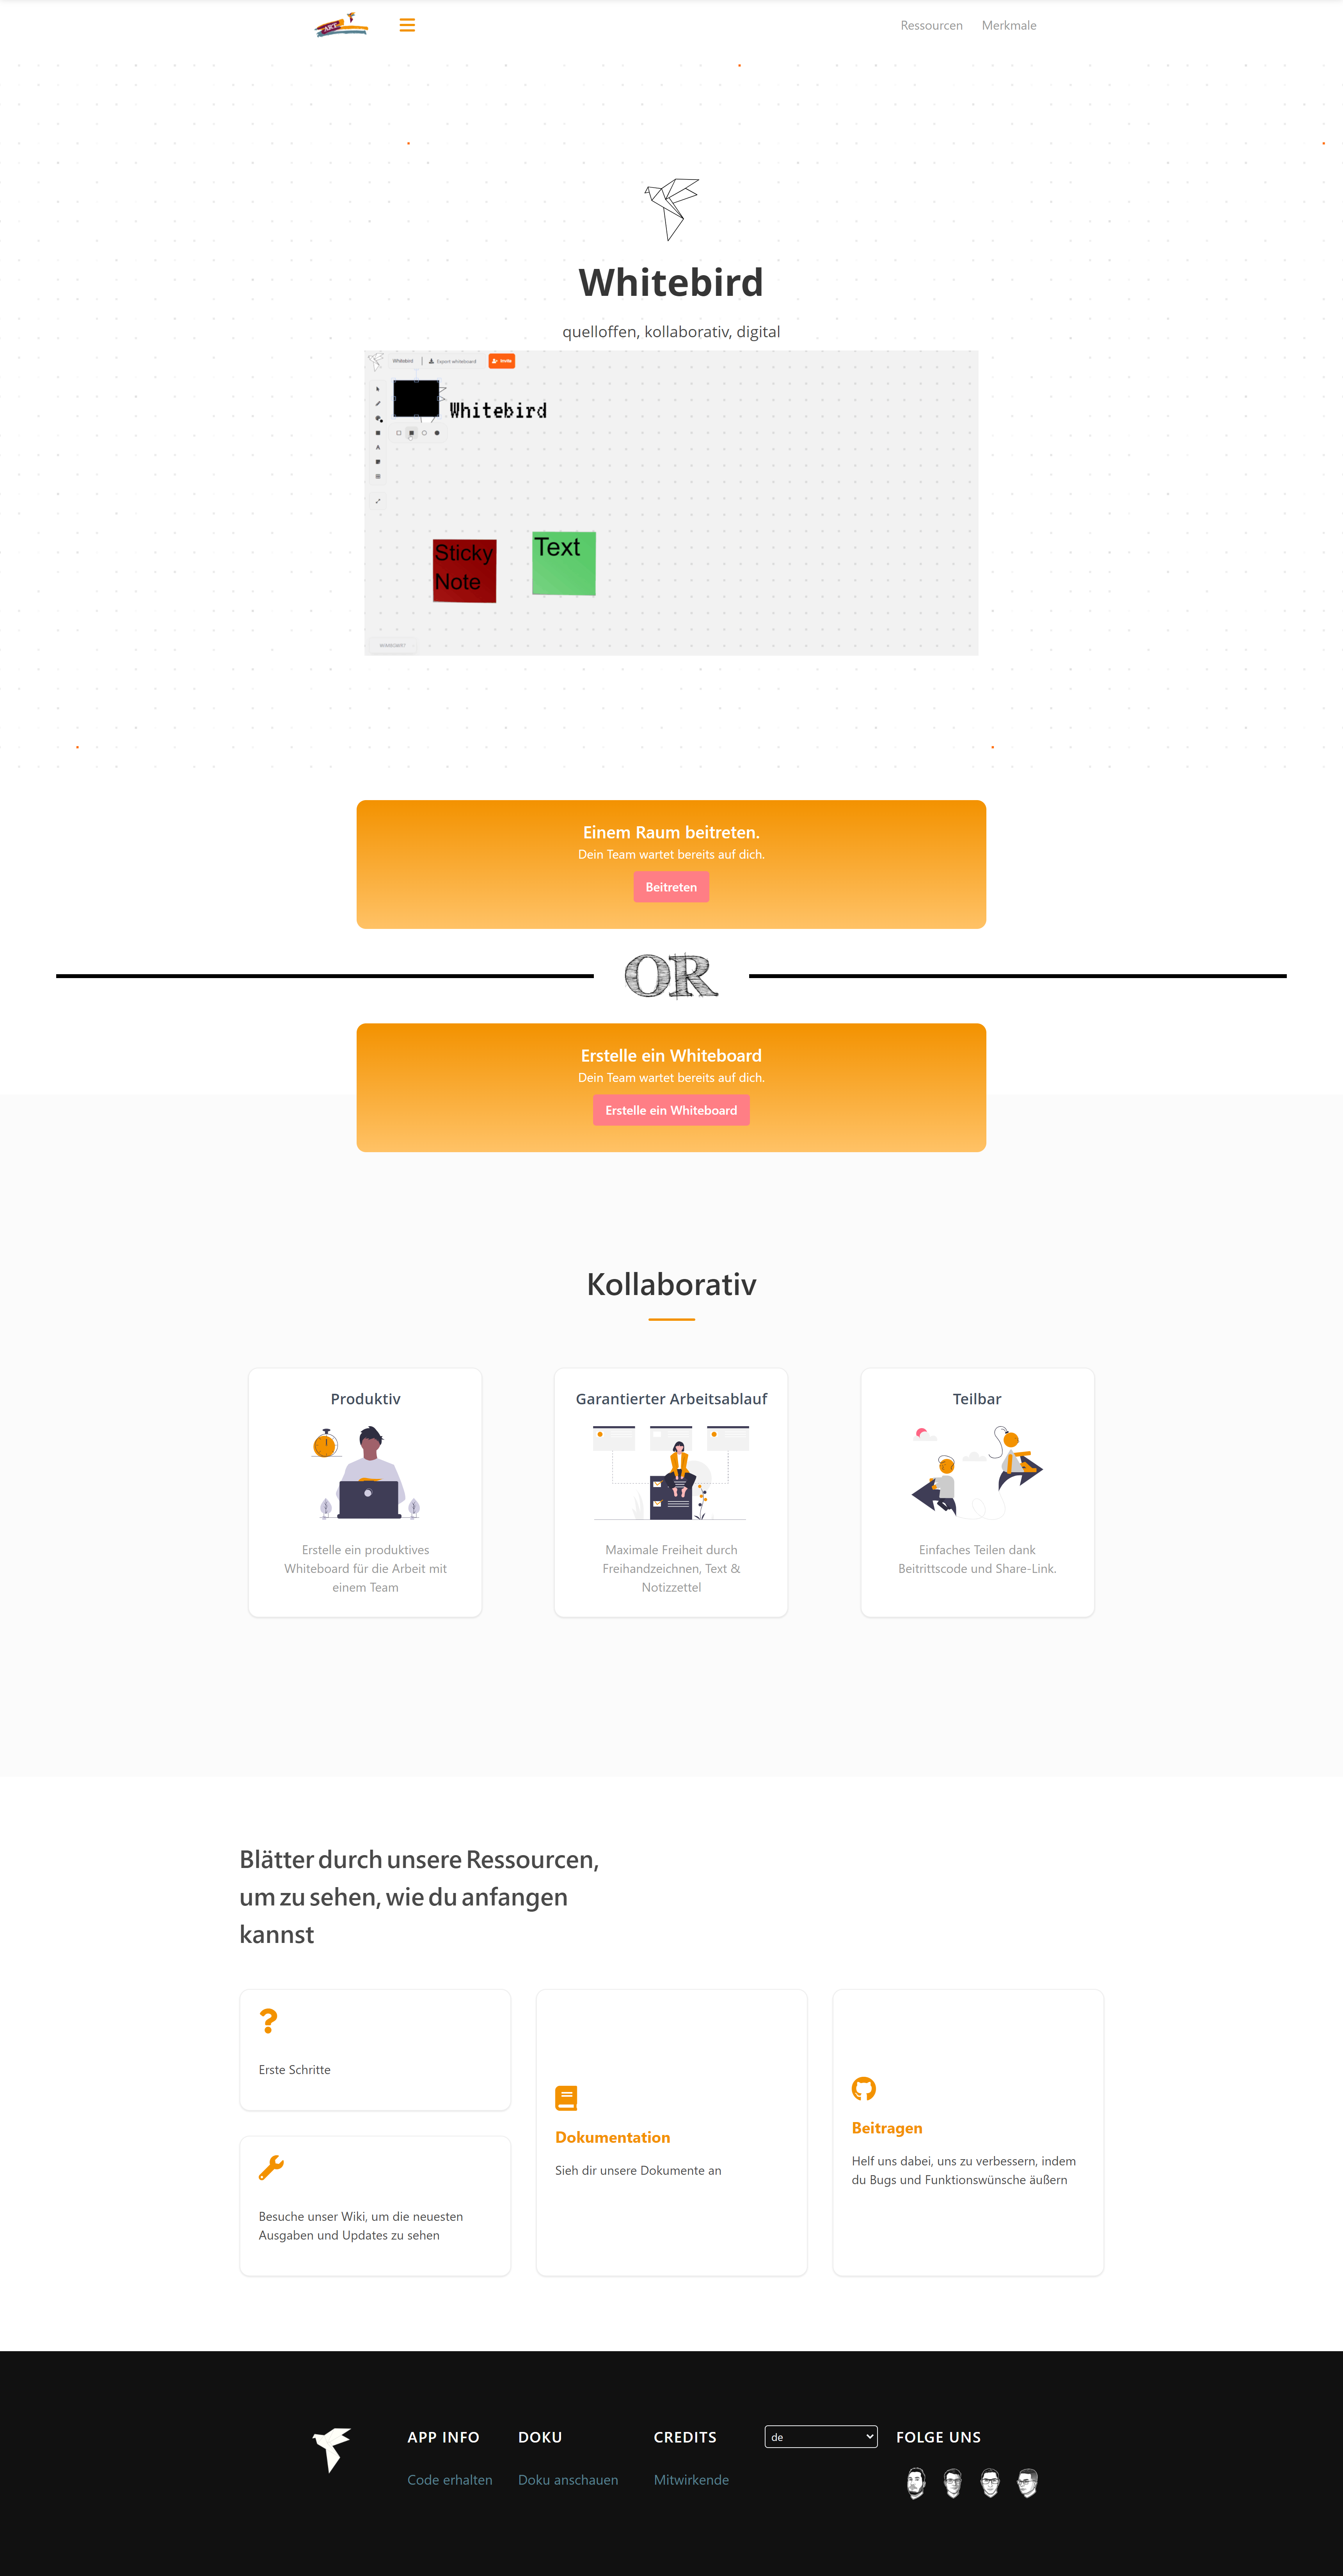 ART
Ressourcen Merkmale
Whitebird
quelloffen, kollaborativ, digital
Whitebird Export whiteboard Invite
Whitebird
A
Sticky
Note
Text
Einem Raum beitreten.
Dein Team wartet bereits auf dich.
Beitreten
OR
Erstelle ein Whiteboard
Dein Team wartet bereits auf dich.
Erstelle ein Whiteboard
Kollaborativ
Produktiv
Erstelle ein produktives
Whiteboard für die Arbeit mit
einem Team
Garantierter Arbeitsablauf
Maximale Freiheit durch
Freihandzeichnen, Text &
Notizzettel
Teilbar
Einfaches Teilen dank
Beitrittscode und Share-Link.
Blätter durch unsere Ressourcen,
um zu sehen, wie du anfangen
kannst
Erste Schritte
Besuche unser Wiki, um die neuesten
Ausgaben und Updates zu sehen
Dokumentation
Sieh dir unsere Dokumente an
Beitragen
Helf uns dabei, uns zu verbessern, indem
du Bugs und Funktionswünsche äußern
APP INFO
Code erhalten
DOKU
Doku anschauen
CREDITS
Mitwirkende
de
FOLGE UNS